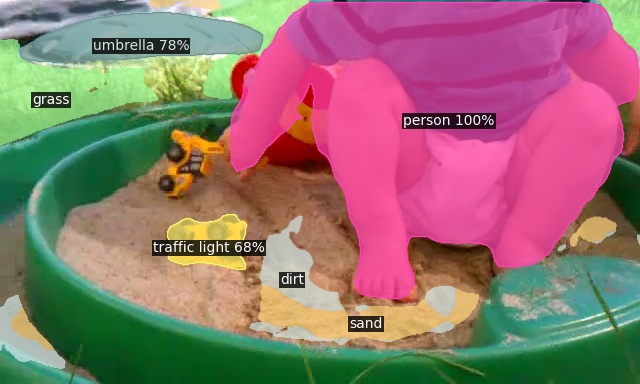 umbrella 78%
grass
person 100%
traffic light 68%
dirt
sand